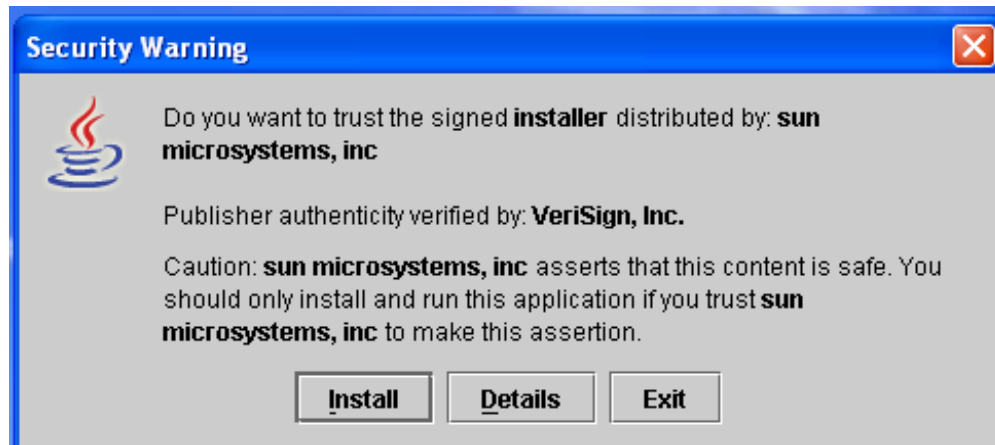 Security Warning
Do you want to trust the signed installer distributed by: sun
microsystems, inc
Publisher authenticity verified by: VeriSign, Inc.
Caution: sun microsystems, inc asserts that this content is safe. You
should only install and run this application if you trust sun
microsystems, inc to make this assertion.
Install Details Exit